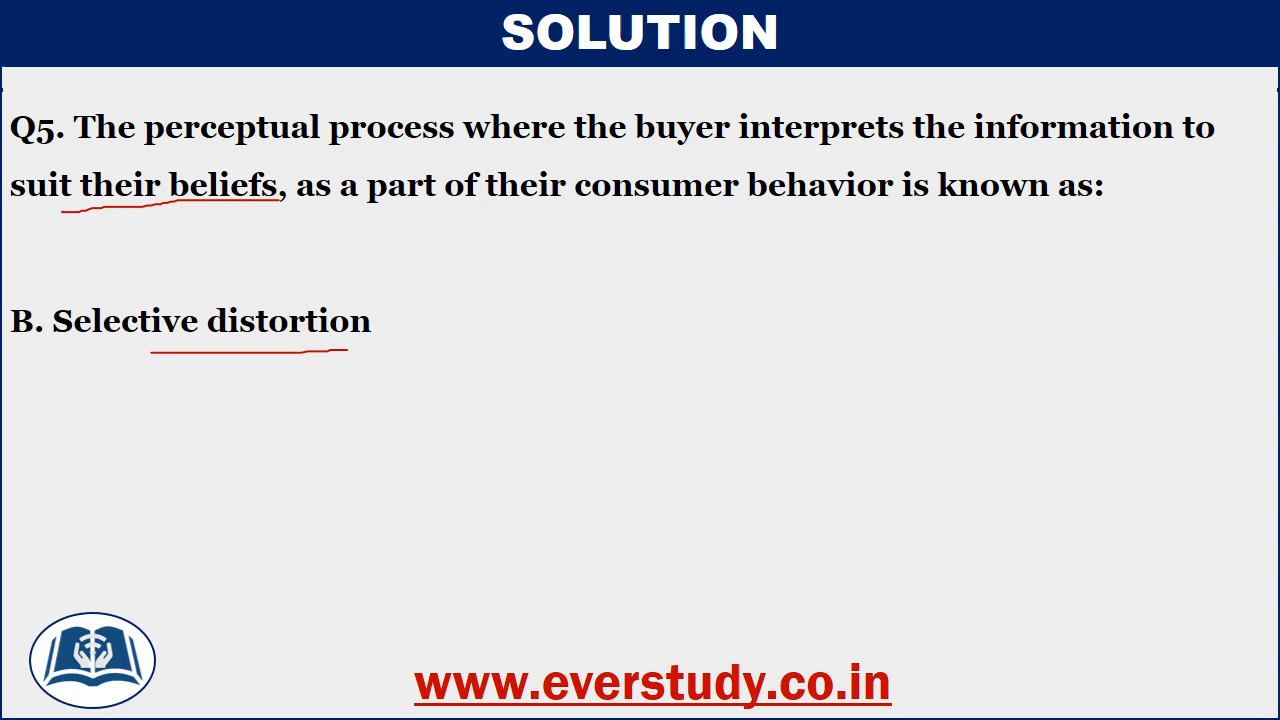 SOLUTION
Q5. The perceptual process where the buyer interprets the information to
suit their beliefs, as a part of their consumer behavior is known as:
B. Selective distortion
www.everstudy.co.in